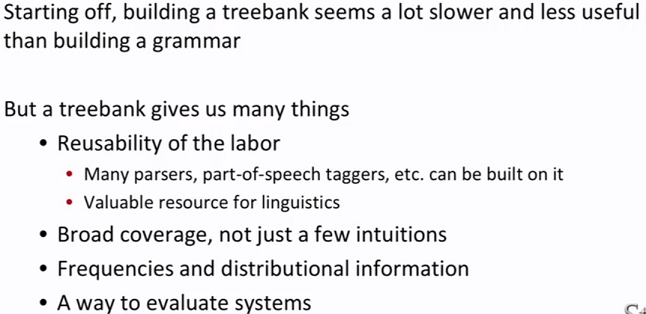 Starting off, building a treebank seems a lot slower and less useful
than building a grammar
But a treebank gives us many things
• Reusability of the labor
• Many parsers, part-of-speech taggers, etc. can be built on it
• Valuable resource for linguistics
• Broad coverage, not just a few intuitions
• Frequencies and distributional information
• A way to evaluate systems